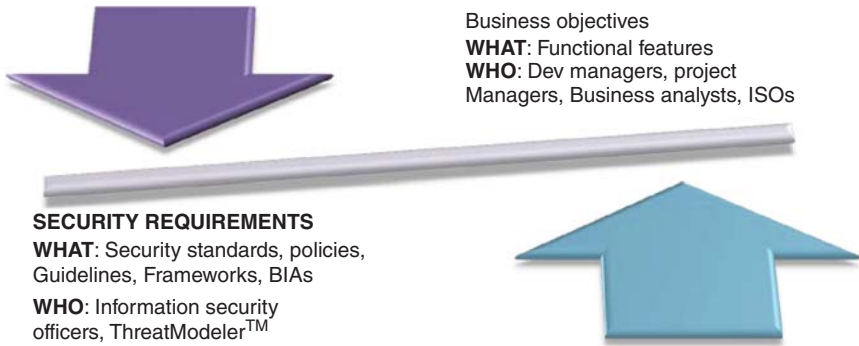 Business objectives
WHAT: Functional features
WHO: Dev managers, project
Managers, Business analysts, ISOs
SECURITY REQUIREMENTS
WHAT: Security standards, policies,
Guidelines, Frameworks, BIAs
WHO: Information security
officers, ThreatModeler™